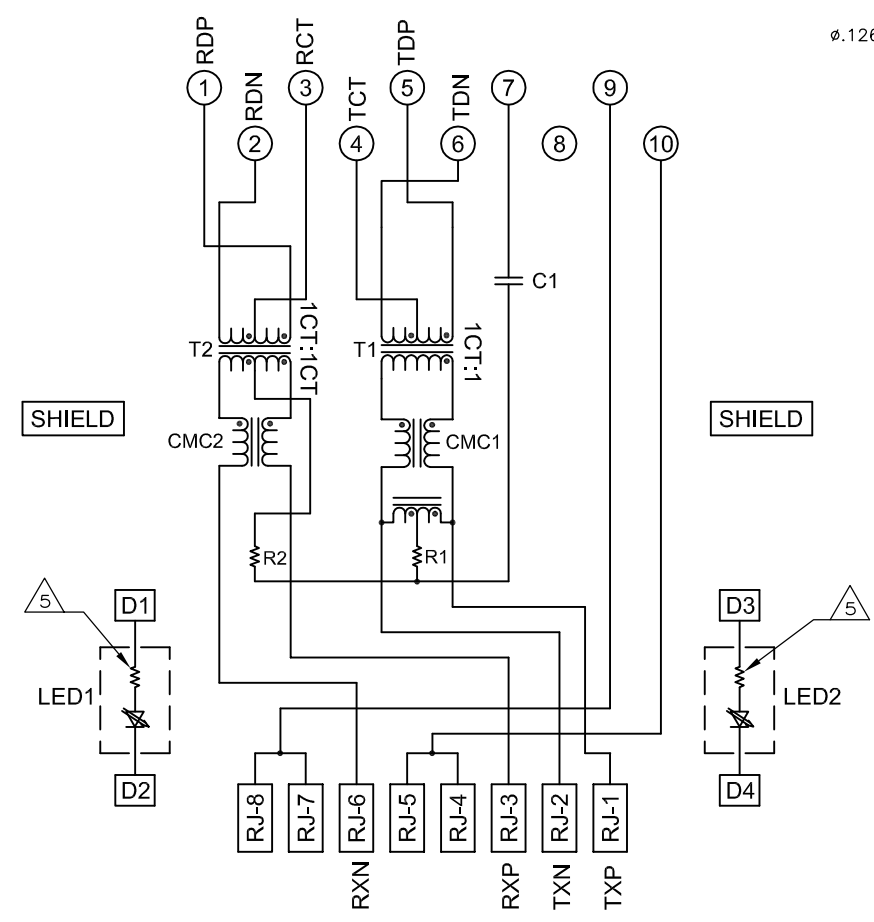 RDP
RCT
TDP
ø.126
1
3
5
7
9
RDN
TCT
TDN
2
4
6
8
10
C1
T2
1CT:1CT
T1
1CT:1
SHIELD
CMC2
CMC1
SHIELD
R2
R1
5
D1
LED1
D2
D3
5
LED2
D4
RJ-8
RJ-7
RJ-6
RJ-5
RJ-4
RJ-3
RJ-2
RJ-1
RXN
RXP
TXN
TXP